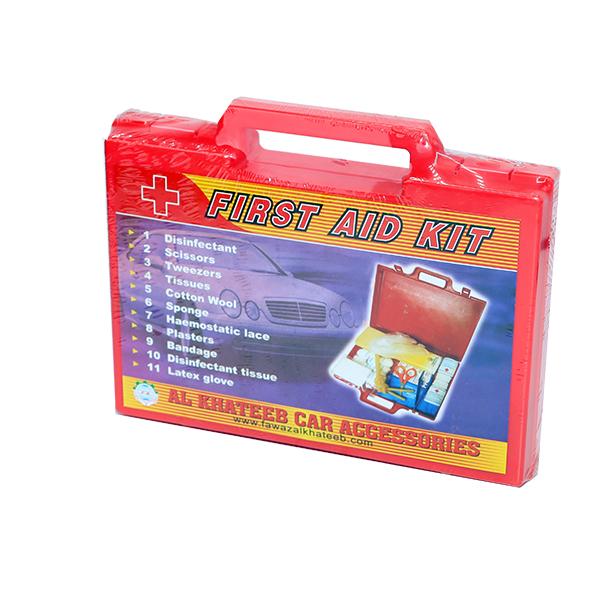 FIRST AID KIT
1 Disinfectant
2 Scissors
3 Tweezers
4 Tissues
5 Cotton Wool
6 Sponge
7 Haemostatic lace
8 Plasters
9 Bandage
10 Disinfectant tissue
11 Latex glove
AL KHATEEB CAR ACCESSORIES
www.fawazalkhateeb.com